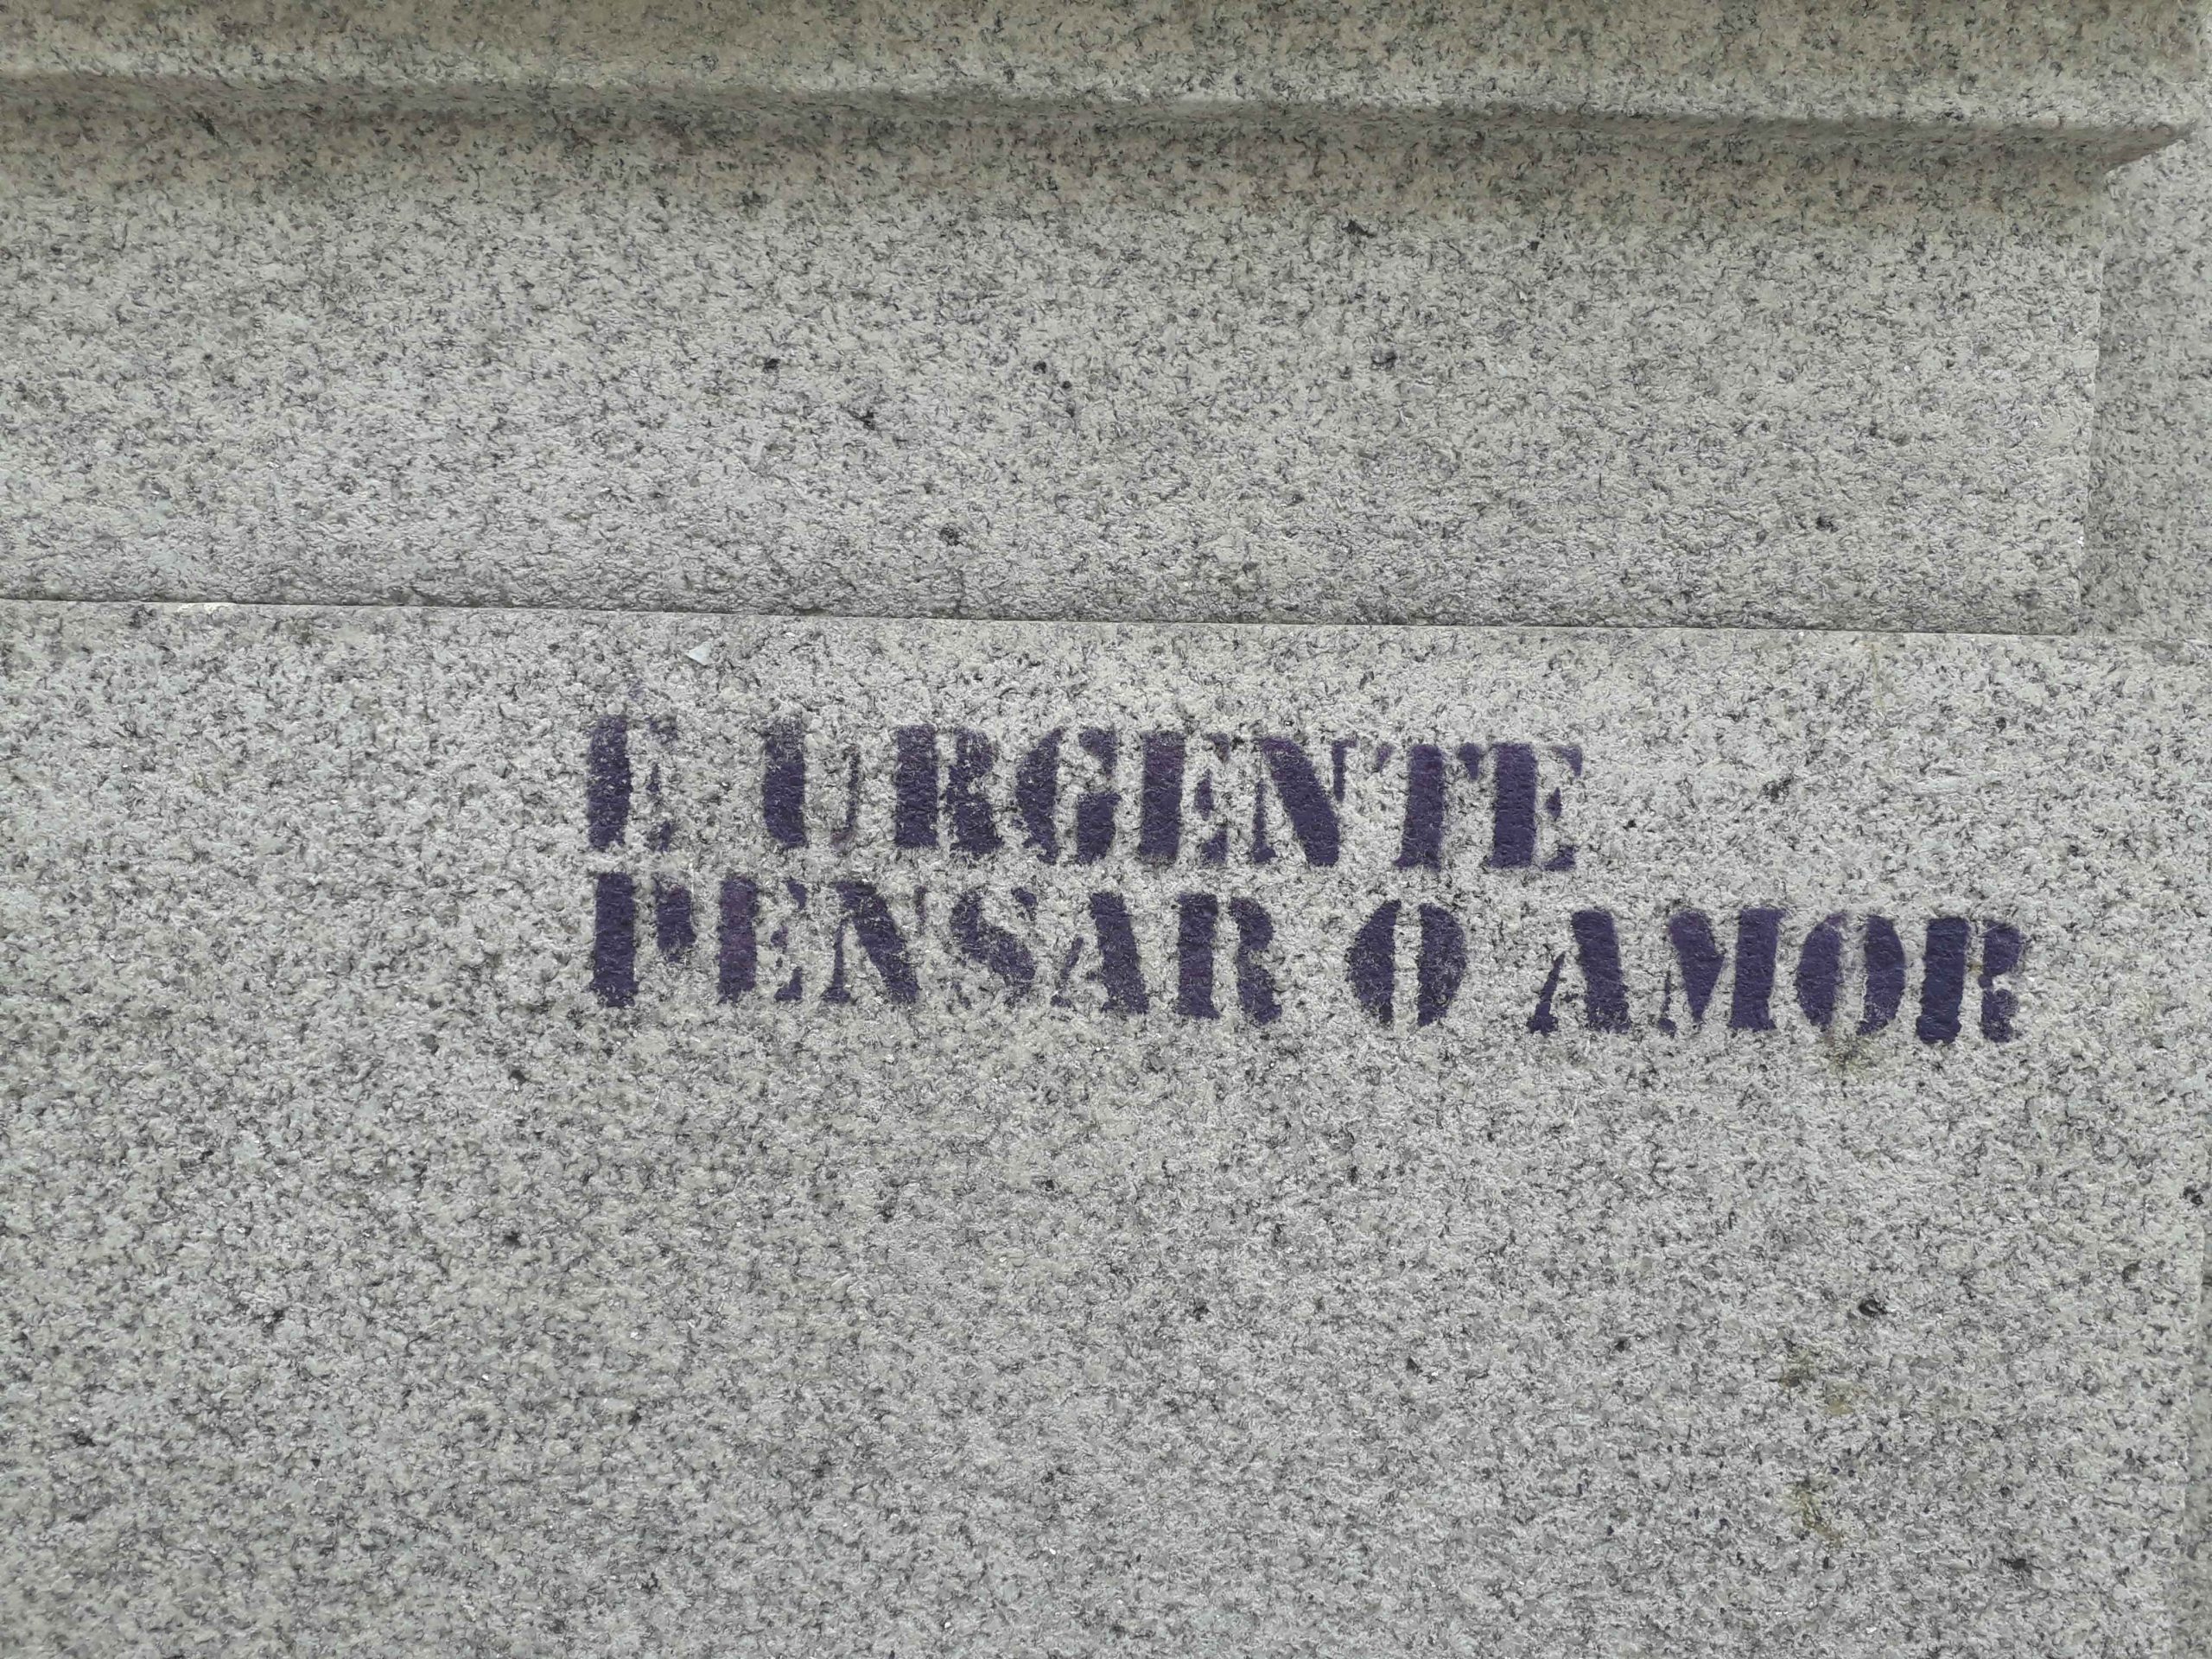 É URGENTE
PENSAR O AMOR